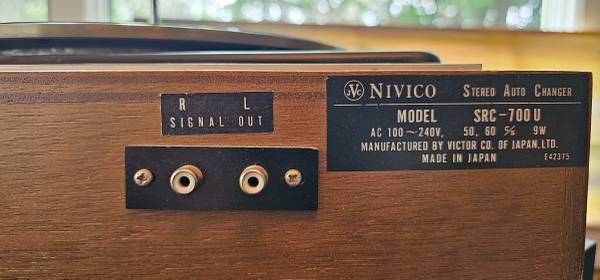 R L
SIGNAL OUT
JVC NIVICO STEREO AUTO CHANGER
MODEL SRC-700U
AC 100~240V, 50. 60 c/s 9W
MANUFACTURED BY VICTOR CO. OF JAPAN, LTD.
MADE IN JAPAN E42375